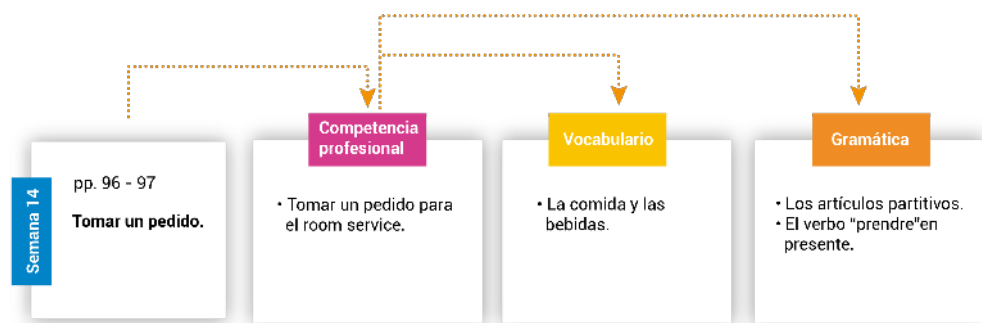 Semana 14
pp. 96 - 97
Tomar un pedido.
Competencia
profesional
• Tomar un pedido para
el room service.
Vocabulario
• La comida y las
bebidas.
Gramática
• Los artículos partitivos.
• El verbo "prendre"en
presente.